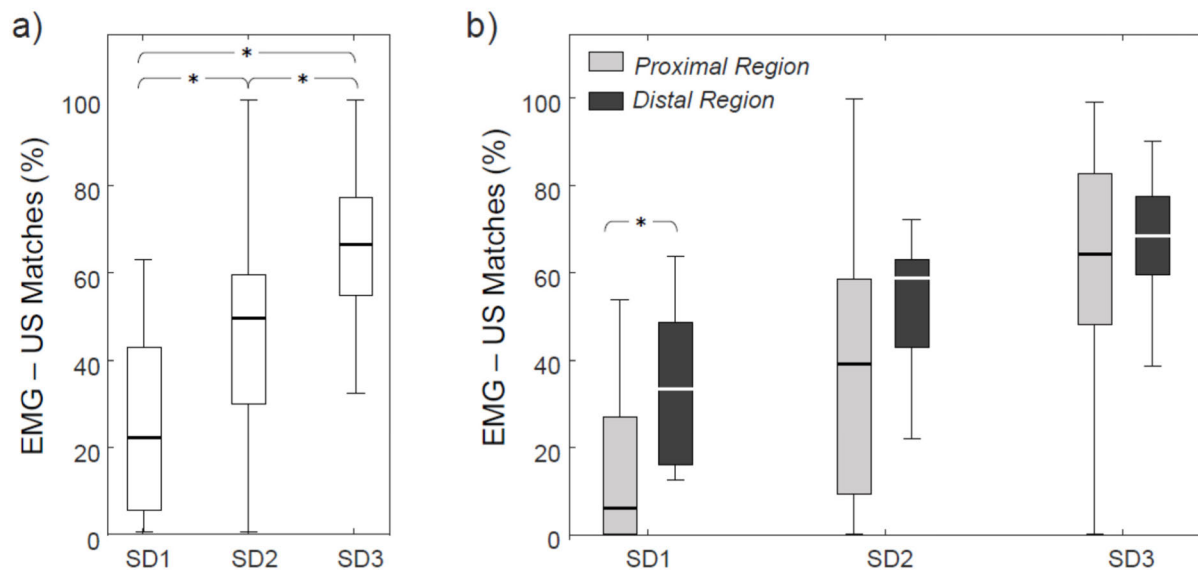 a)
EMG – US Matches (%)
*
* *
100
80
60
40
20
0
SD1 SD2 SD3
b)
EMG – US Matches (%)
Proximal Region
Distal Region
*
100
80
60
40
20
0
SD1 SD2 SD3